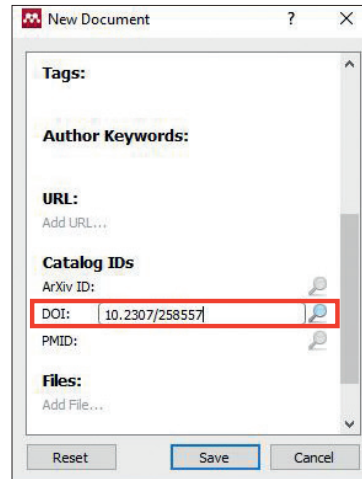 New Document ? X
Tags:
Author Keywords:
URL:
Add URL...
Catalog IDs
ArXiv ID:
DOI: 10.2307/258557
PMID:
Files:
Add File...
Reset Save Cancel